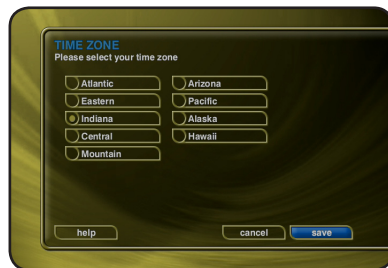 TIME ZONE
Please select your time zone
Atlantic
Eastern
Indiana
Central
Mountain
Arizona
Pacific
Alaska
Hawaii
help
cancel
save